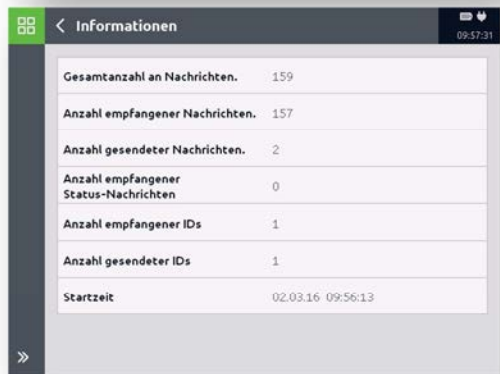 Informationen
09:57:31
Gesamtanzahl an Nachrichten. 159
Anzahl empfangener Nachrichten. 157
Anzahl gesendeter Nachrichten. 2
Anzahl empfangener
Status-Nachrichten 0
Anzahl empfangener IDs 1
Anzahl gesendeter IDs 1
Startzeit 02.03.16 09:56:13